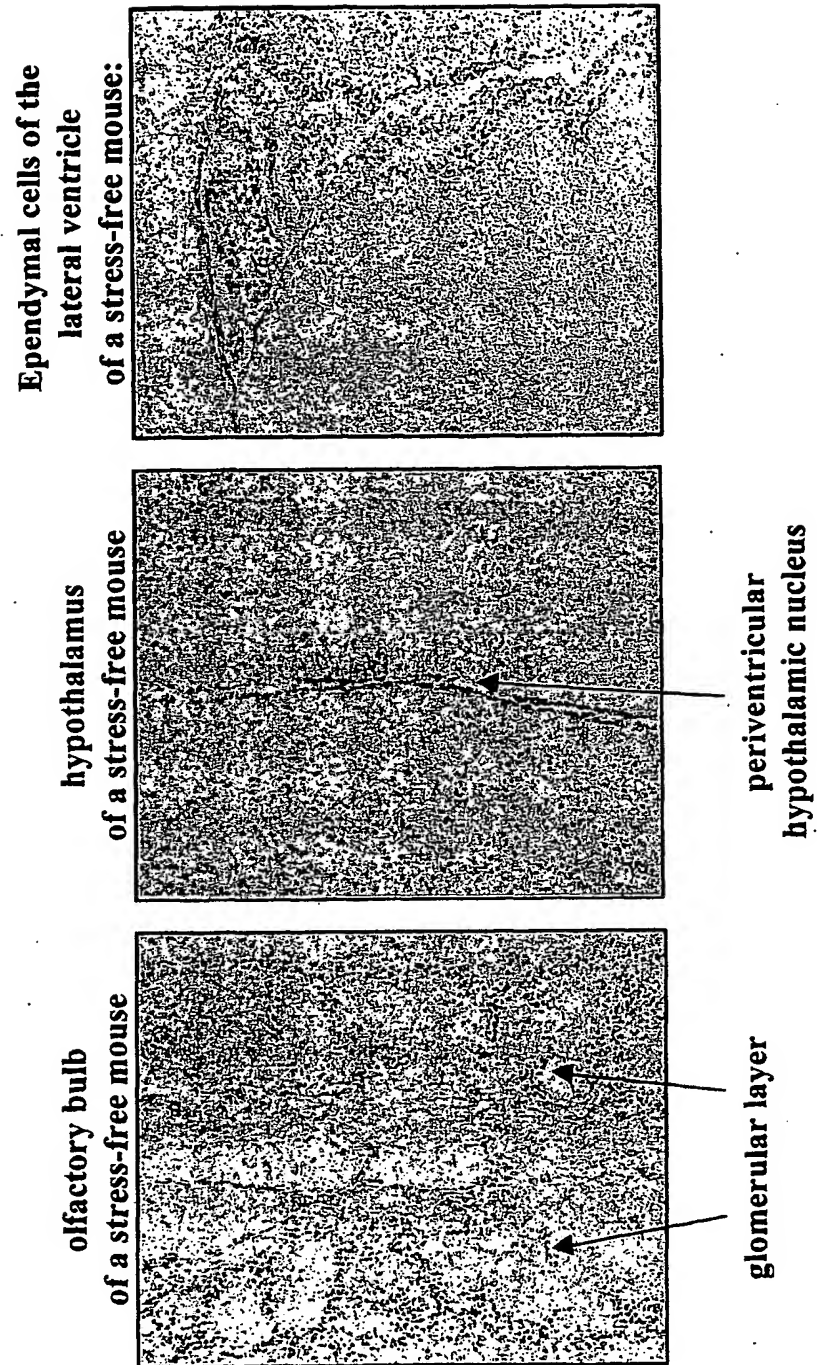 olfactory bulb
of a stress-free mouse
glomerular layer
hypothalamus
of a stress-free mouse
periventricular
hypothalamic nucleus
Ependymal cells of the
lateral ventricle
of a stress-free mouse: